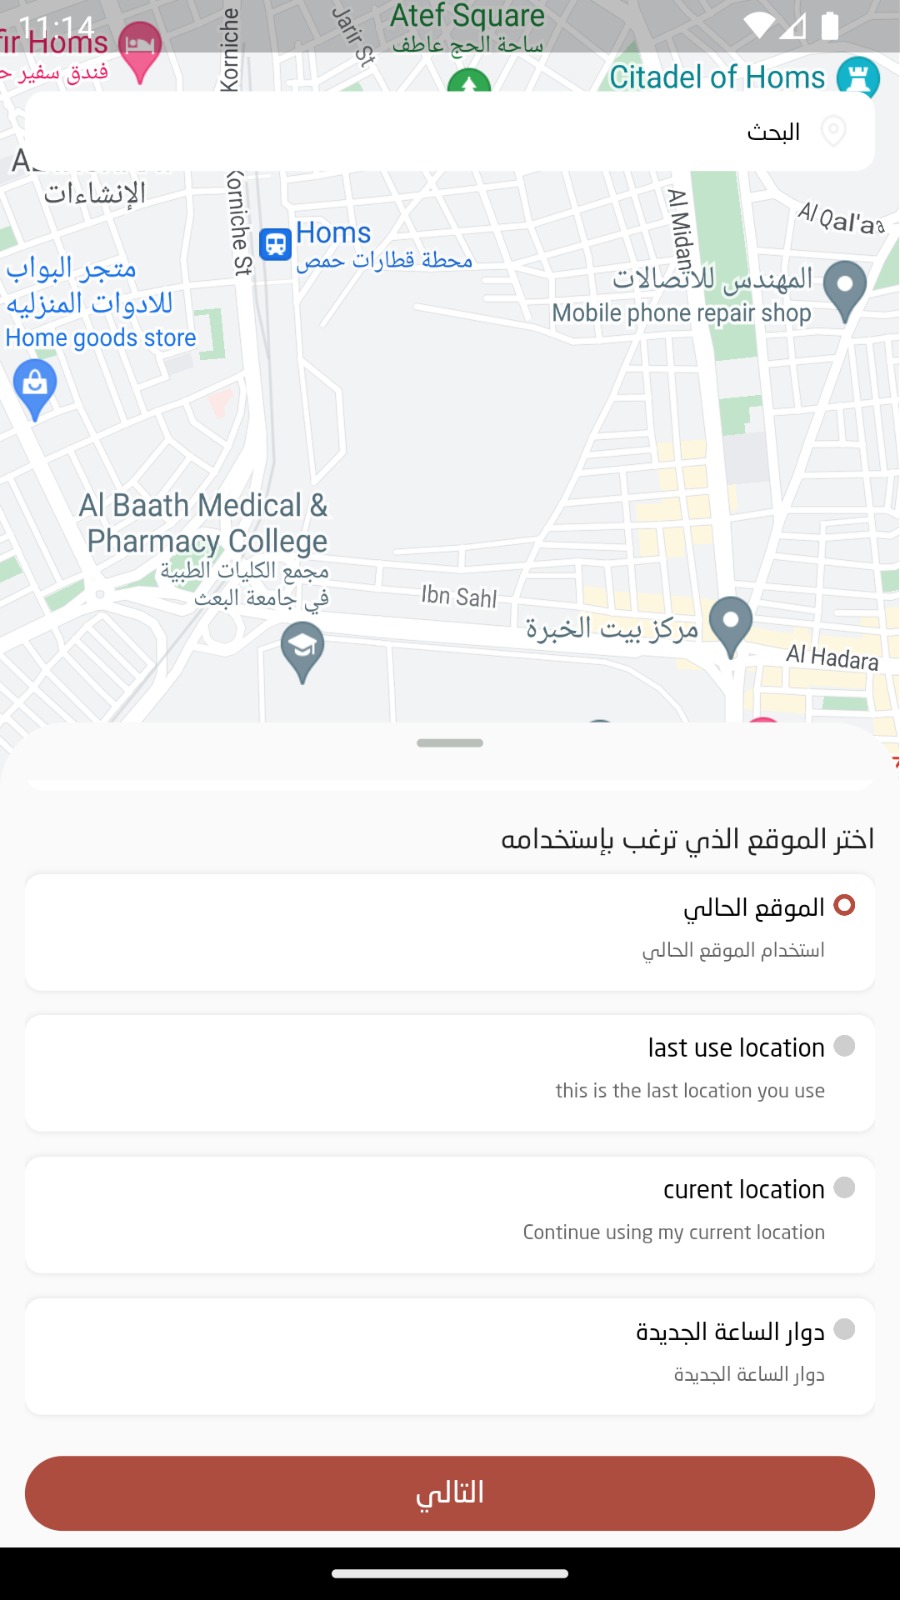 11:14
Korniche
Jarir St
Atef Square
ساحة الحج عاطف
fir Homs
فندق سفير ح
Citadel of Homs
البحث
الإنشاءات
Korniche St
Homs
محطة قطارات حمص
Al Midan
Al Qal'aa
متجر البواب
للادوات المنزليه
Home goods store
المهندس للاتصالات
Mobile phone repair shop
Al Baath Medical &
Pharmacy College
مجمع الكليات الطبية
في جامعة البعث
Ibn Sahl
مركز بيت الخبرة
Al Hadara
اختر الموقع الذي ترغب بإستخدامه
الموقع الحالي
استخدام الموقع الحالي
last use location
this is the last location you use
curent location
Continue using my current location
دوار الساعة الجديدة
دوار الساعة الجديدة
التالي